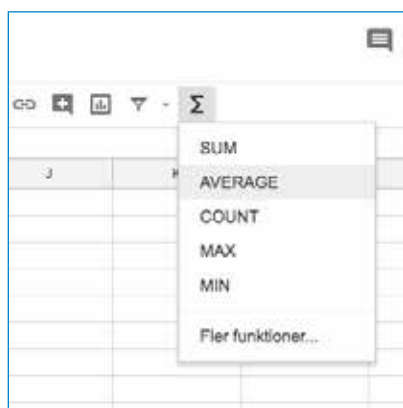 Σ
J
K
SUM
AVERAGE
COUNT
MAX
MIN
Fler funktioner...